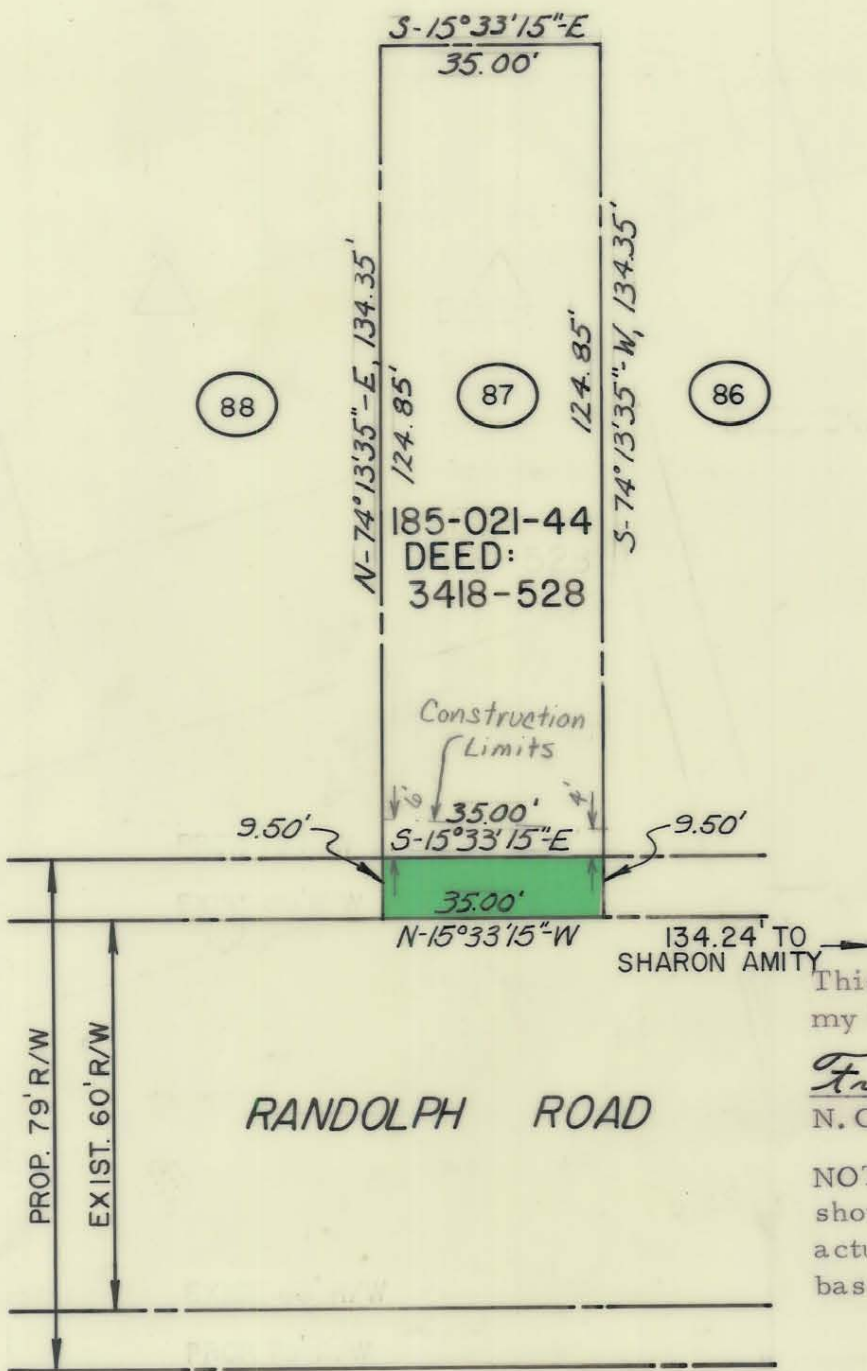 S-15°33'15"-E
35.00'
N-74°13'35"-E, 134.35'
124.85'
124.85'
S-74°13'35"-W, 134.35'
88
87
86
185-021-44
DEED:
3418-528
Construction
Limits
6'
4'
9.50'
35.00'
9.50'
S-15°33'15"-E
35.00'
N-15°33'15"-W
134.24' TO
SHARON AMITY
PROP. 79' R/W
EXIST. 60' R/W
RANDOLPH ROAD
my
N. C